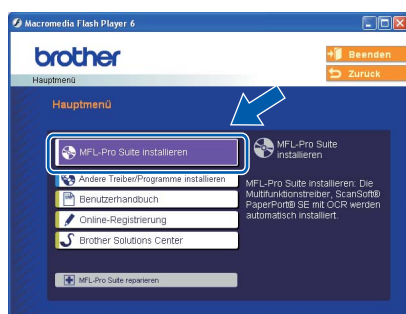 Macromedia Flash Player 6
brother
Beenden
Zurück
Hauptmenü
Hauptmenü
MFL-Pro Suite installieren
Andere Treiber/Programme installieren
Benutzerhandbuch
Online-Registrierung
Brother Solutions Center
MFL-Pro Suite reparieren
MFL-Pro Suite
installieren
MFL-Pro Suite installieren: Die
Multifunktionstreiber, ScanSoft®
PaperPort® SE mit OCR werden
automatisch installiert.